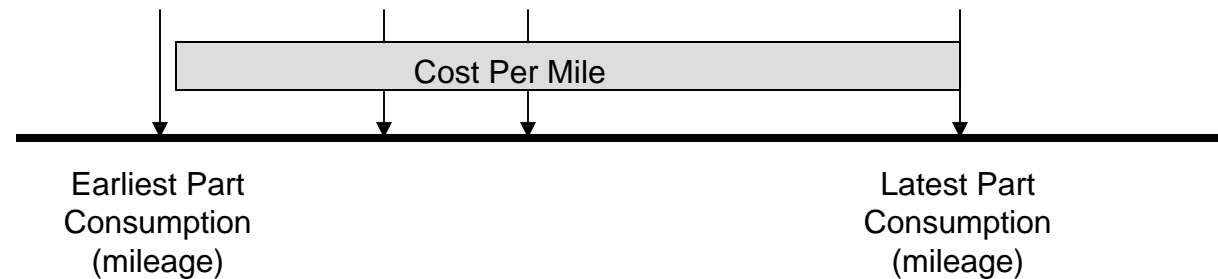 Cost Per Mile
Earliest Part
Consumption
(mileage)
Latest Part
Consumption
(mileage)